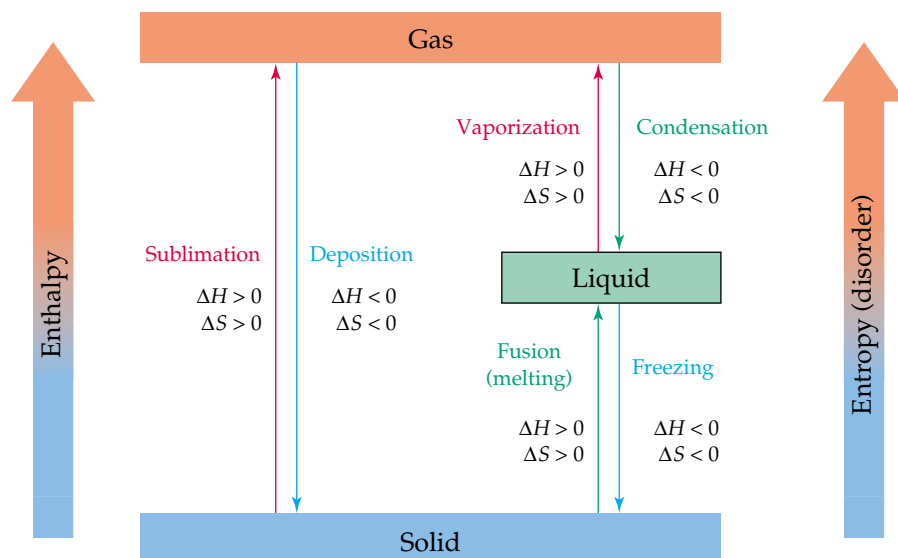 Gas
Vaporization
Condensation
ΔH > 0
ΔS > 0
ΔH < 0
ΔS < 0
Sublimation
Deposition
ΔH > 0
ΔS > 0
ΔH < 0
ΔS < 0
Liquid
Fusion
(melting)
Freezing
ΔH > 0
ΔS > 0
ΔH < 0
ΔS < 0
Solid
Enthalpy
Entropy (disorder)